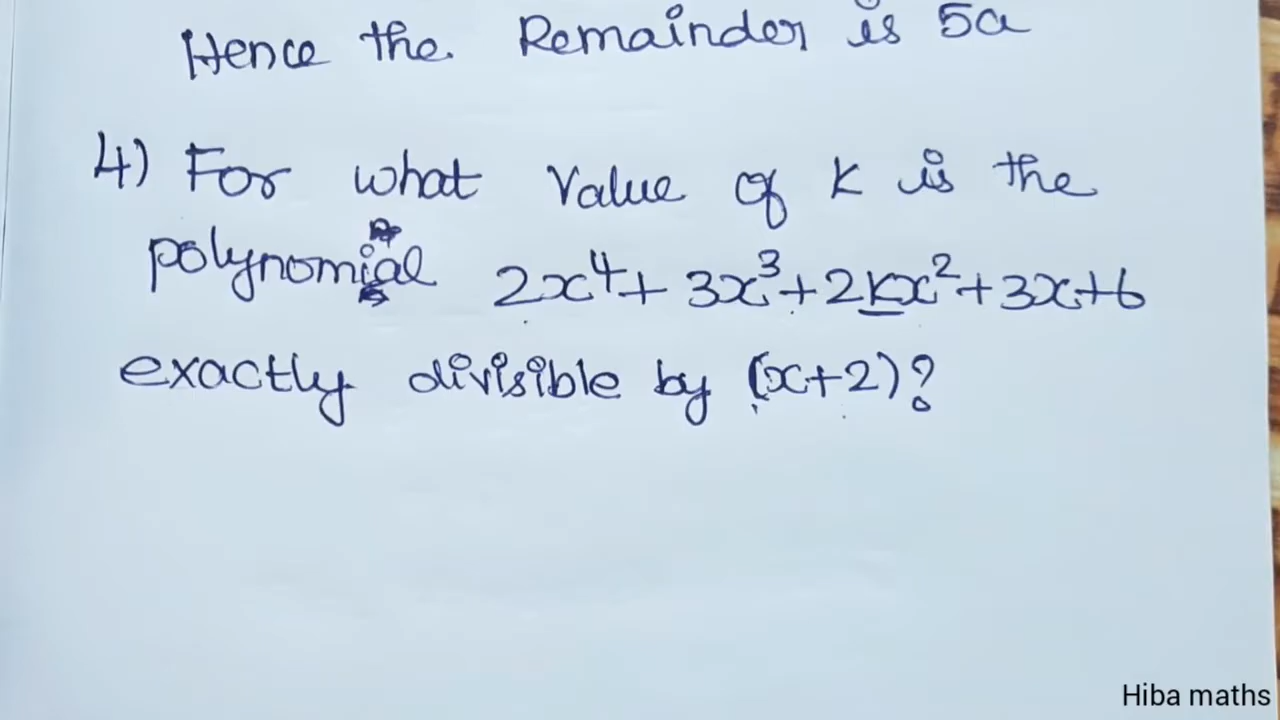 Hence the Remainder is 5a
4) For what Value of K is the
polynomial 2x⁴+ 3x³+2kx²+3x+6
exactly divisible by (x+2)?
Hiba maths